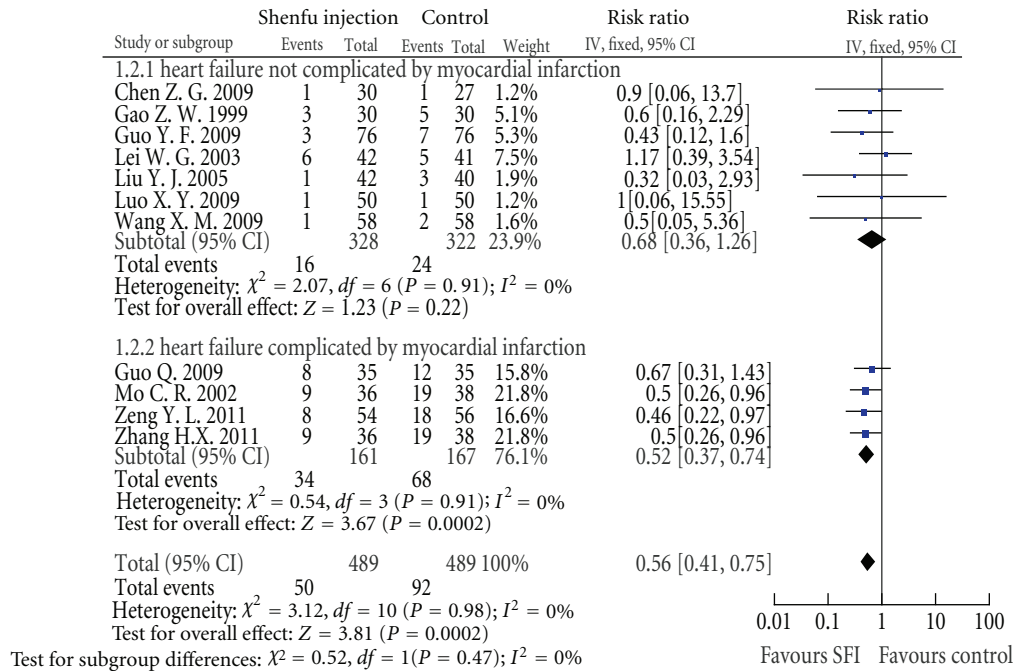 Shenfu injection Control Risk ratio Risk ratio
Study or subgroup Events Total Events Total Weight IV, fixed, 95% CI IV, fixed, 95% CI
1.2.1 heart failure not complicated by myocardial infarction
Chen Z. G. 2009 1 30 1 27 1.2% 0.9 [0.06, 13.7]
Gao Z. W. 1999 3 30 5 30 5.1% 0.6 [0.16, 2.29]
Guo Y. F. 2009 3 76 7 76 5.3% 0.43 [0.12, 1.6]
Lei W. G. 2003 6 42 5 41 7.5% 1.17 [0.39, 3.54]
Liu Y. J. 2005 1 42 3 40 1.9% 0.32 [0.03, 2.93]
Luo X. Y. 2009 1 50 1 50 1.2% 1[0.06, 15.55]
Wang X. M. 2009 1 58 2 58 1.6% 0.5[0.05, 5.36]
Subtotal (95% CI) 328 322 23.9% 0.68 [0.36, 1.26]
Total events 16 24
Heterogeneity: χ² = 2.07, df = 6 (P = 0.91); I² = 0%
Test for overall effect: Z = 1.23 (P = 0.22)
1.2.2 heart failure complicated by myocardial infarction
Guo Q. 2009 8 35 12 35 15.8% 0.67 [0.31, 1.43]
Mo C. R. 2002 9 36 19 38 21.8% 0.5 [0.26, 0.96]
Zeng Y. L. 2011 8 54 18 56 16.6% 0.46 [0.22, 0.97]
Zhang H.X. 2011 9 36 19 38 21.8% 0.5 [0.26, 0.96]
Subtotal (95% CI) 161 167 76.1% 0.52 [0.37, 0.74]
Total events 34 68
Heterogeneity: χ² = 0.54, df = 3 (P = 0.91); I² = 0%
Test for overall effect: Z = 3.67 (P = 0.0002)
Total (95% CI) 489 489 100% 0.56 [0.41, 0.75]
Total events 50 92
Heterogeneity: χ² = 3.12, df = 10 (P = 0.98); I² = 0%
Test for overall effect: Z = 3.81 (P = 0.0002)
Test for subgroup differences: χ² = 0.52, df = 1(P = 0.47); I² = 0%
0.01 0.1 1 10 100
Favours SFI Favours control